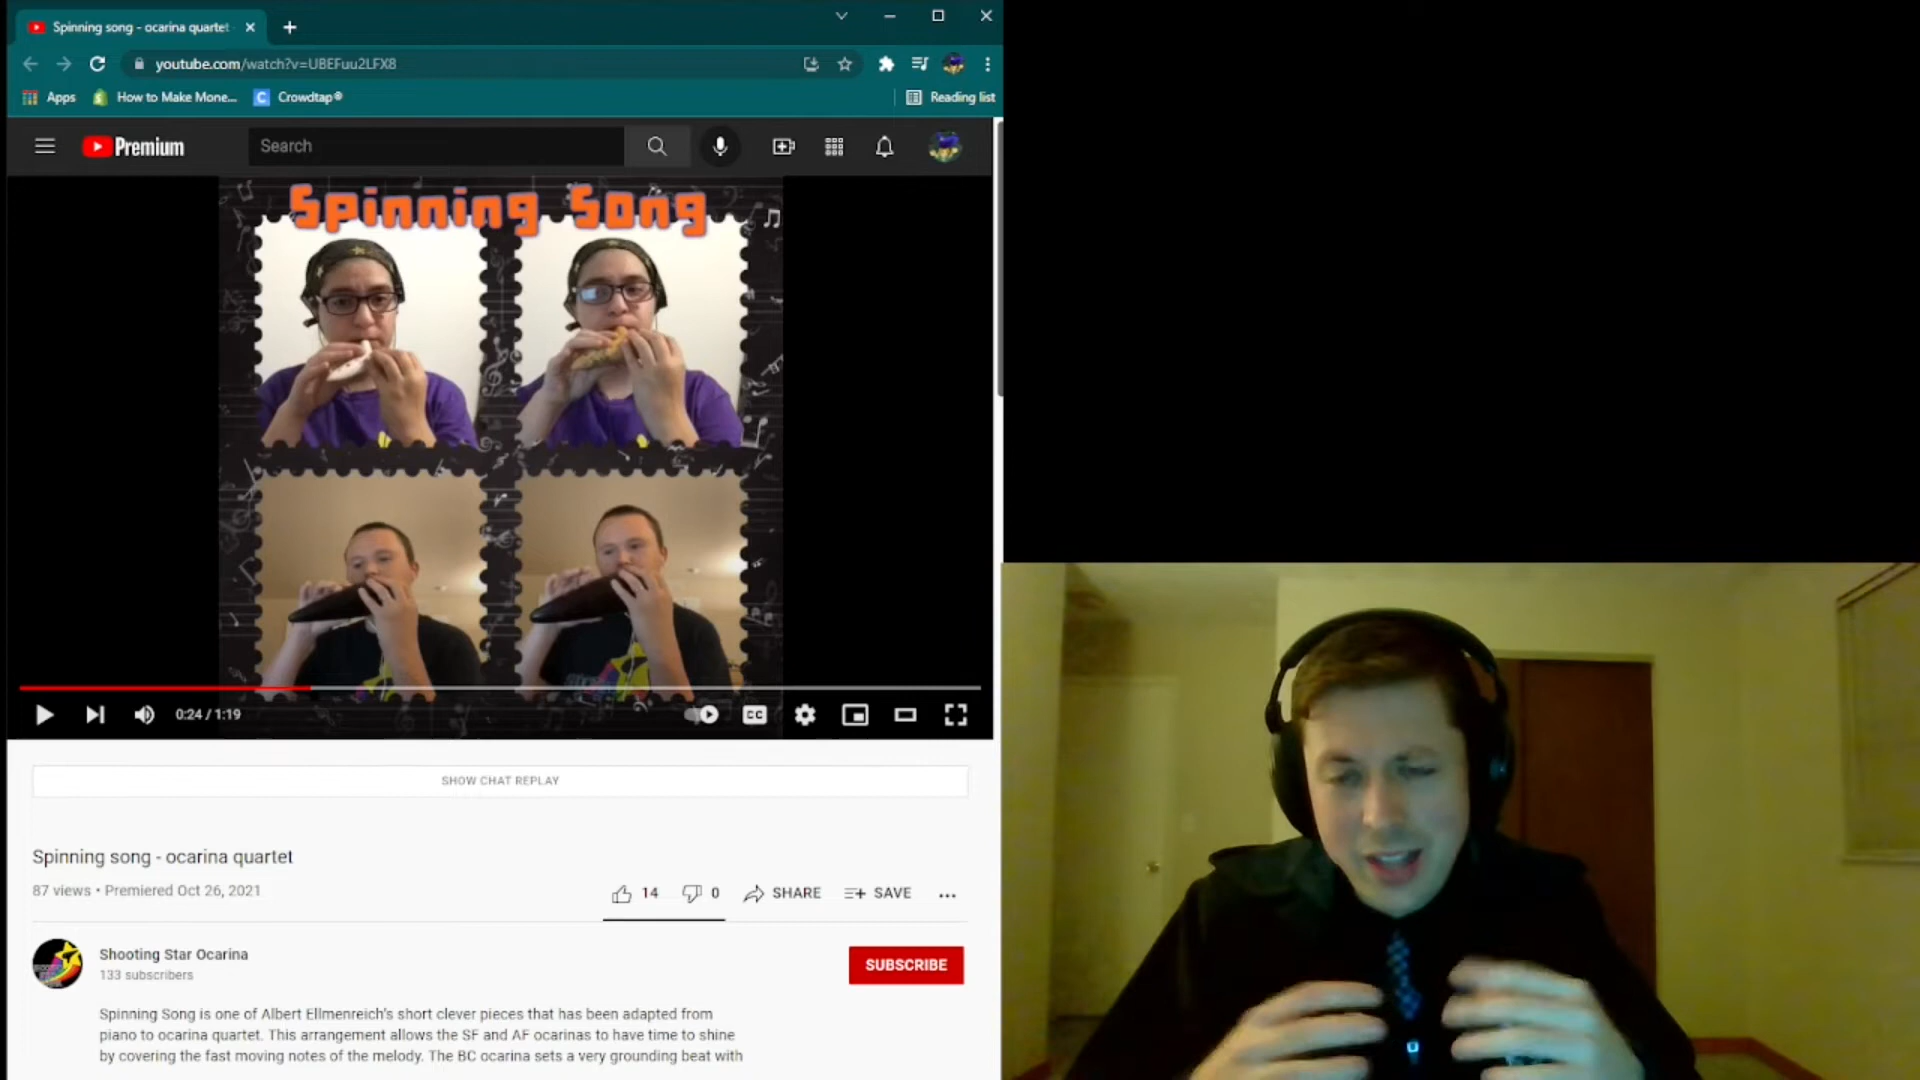 Spinning song - ocarina quartet
youtube.com/watch?v=UBEFuu2LFX8
Apps
How to Make Mone...
Crowdtap®
Reading list
Premium
Search
Spinning Song
0:24 / 1:19
CC
SHOW CHAT REPLAY
Spinning song - ocarina quartet
87 views • Premiered Oct 26, 2021
14
0
SHARE
SAVE
Shooting Star Ocarina
133 subscribers
SUBSCRIBE
Spinning Song is one of Albert Ellmenreich's short clever pieces that has been adapted from
piano to ocarina quartet. This arrangement allows the SF and AF ocarinas to have time to shine
by covering the fast moving notes of the melody. The BC ocarina sets a very grounding beat with